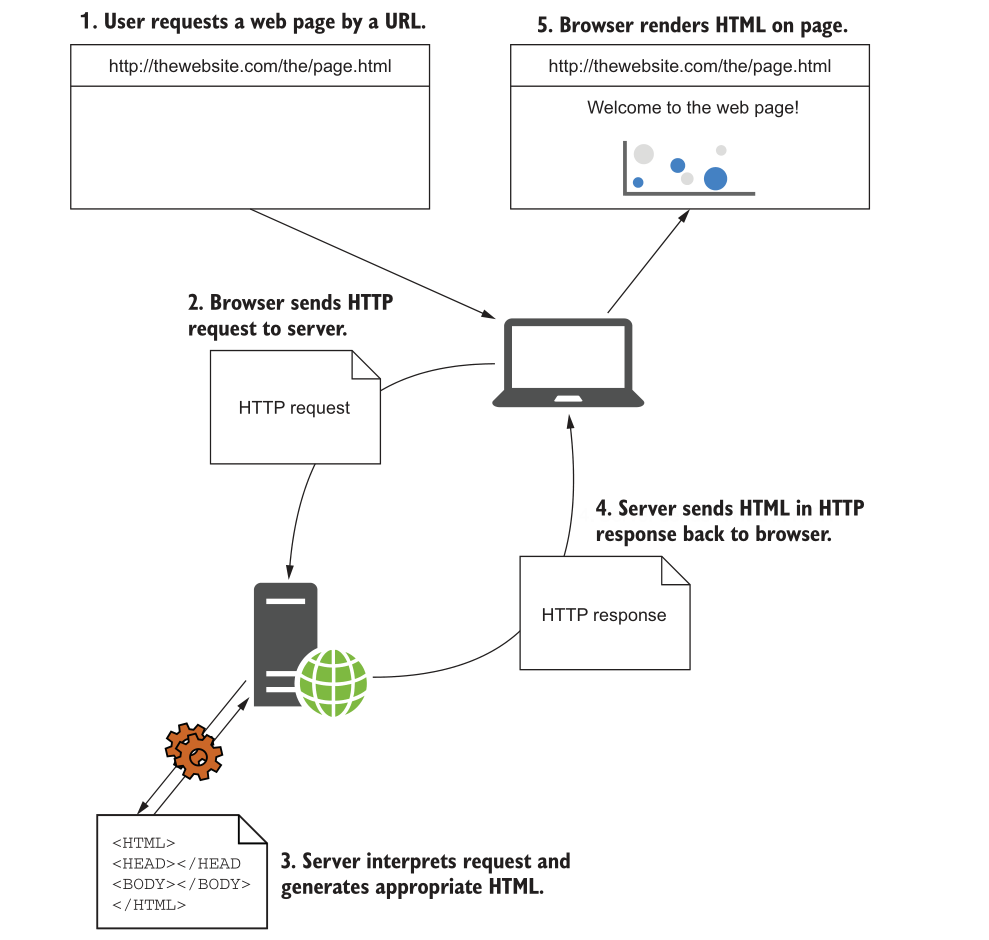 1. User requests a web page by a URL.
http://thewebsite.com/the/page.html
5. Browser renders HTML on page.
http://thewebsite.com/the/page.html
Welcome to the web page!
2. Browser sends HTTP
request to server.
HTTP request
4. Server sends HTML in HTTP
response back to browser.
HTTP response
<HTML>
<HEAD></HEAD
<BODY></BODY>
</HTML>
3. Server interprets request and
generates appropriate HTML.